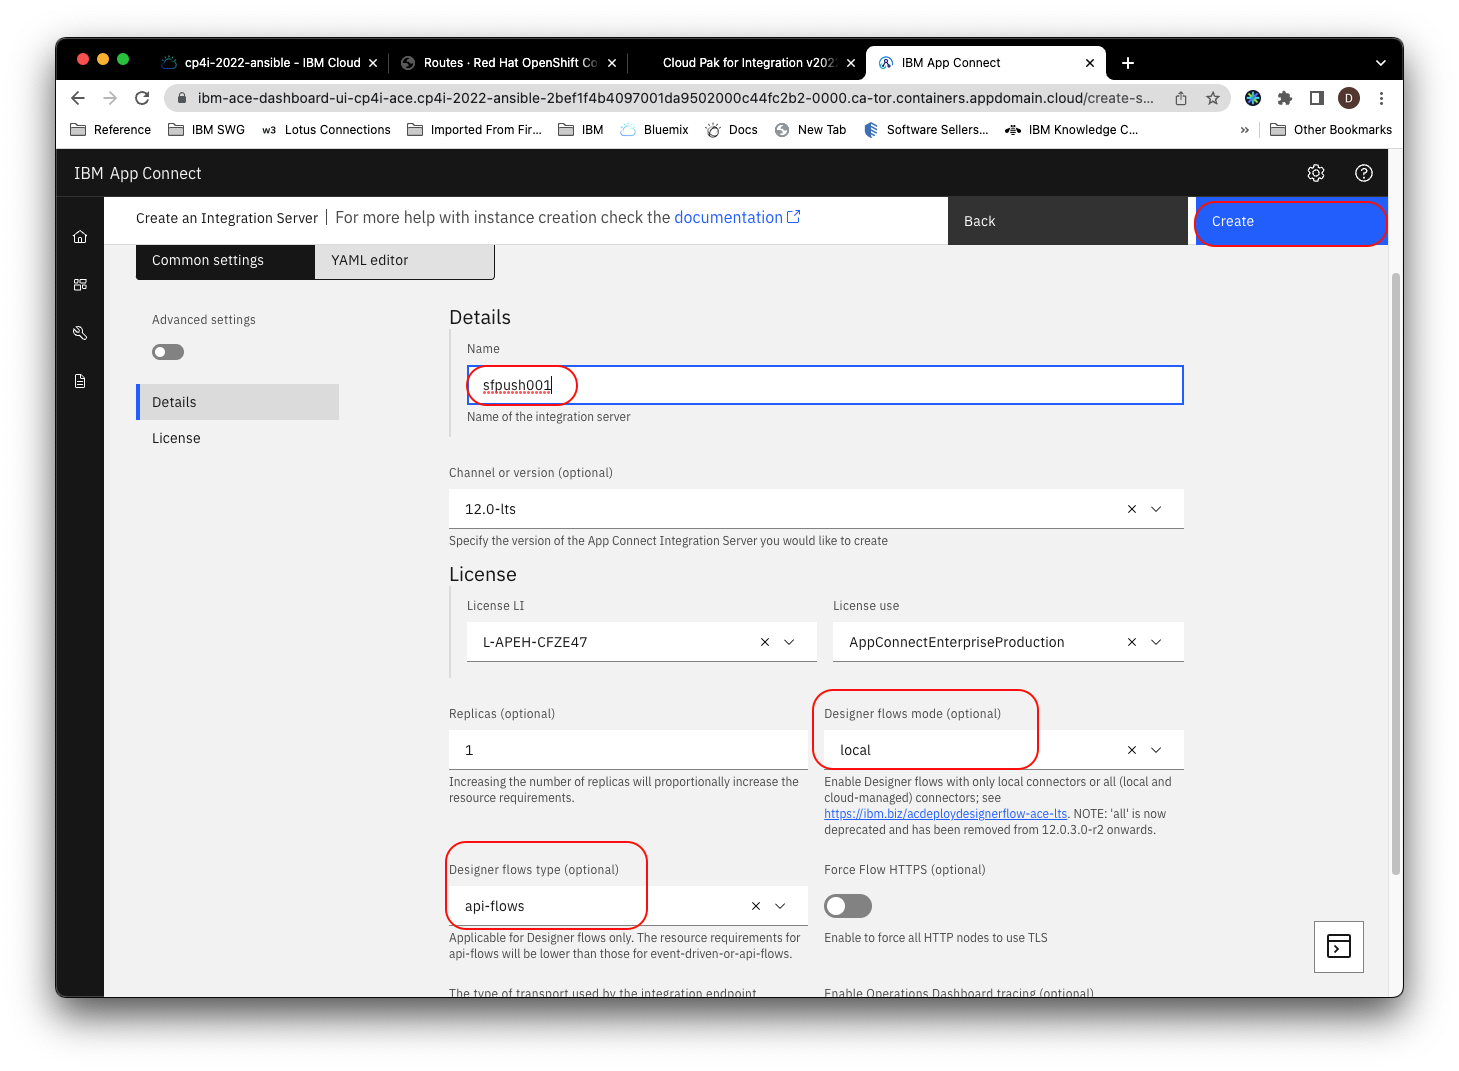 cp4i-2022-ansible - IBM Cloud
Routes · Red Hat OpenShift Co
Cloud Pak for Integration v202
IBM App Connect
ibm-ace-dashboard-ui-cp4i-ace.cp4i-2022-ansible-2bef1f4b4097001da9502000c44fc2b2-0000.ca-tor.containers.appdomain.cloud/create-s...
D
Reference
IBM SWG
w3 Lotus Connections
Imported From Fir...
IBM
Bluemix
Docs
New Tab
Software Sellers...
IBM Knowledge C...
»
Other Bookmarks
IBM App Connect
Create an Integration Server | For more help with instance creation check the documentation
Back
Create
Common settings
YAML editor
Advanced settings
Details
License
Details
Name
sfpush001
Name of the integration server
Channel or version (optional)
12.0-lts
Specify the version of the App Connect Integration Server you would like to create
License
License LI
L-APEH-CFZE47
License use
AppConnectEnterpriseProduction
Replicas (optional)
1
Increasing the number of replicas will proportionally increase the
resource requirements.
Designer flows mode (optional)
local
Enable Designer flows with only local connectors or all (local and
cloud-managed) connectors; see
https://ibm.biz/acdeploydesignerflow-ace-lts. NOTE: 'all' is now
deprecated and has been removed from 12.0.3.0-r2 onwards.
Designer flows type (optional)
api-flows
Applicable for Designer flows only. The resource requirements for
api-flows will be lower than those for event-driven-or-api-flows.
Force Flow HTTPS (optional)
Enable to force all HTTP nodes to use TLS
The type of transport used by the integration endpoint
Enable Operations Dashboard tracing (optional)